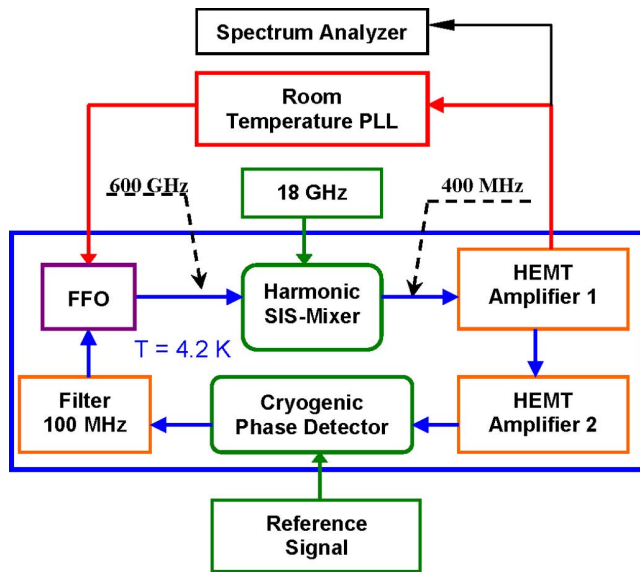 Spectrum Analyzer
Room
Temperature PLL
600 GHz
18 GHz
400 MHz
FFO
Harmonic
SIS-Mixer
HEMT
Amplifier 1
T = 4.2 K
Filter
100 MHz
Cryogenic
Phase Detector
HEMT
Amplifier 2
Reference
Signal